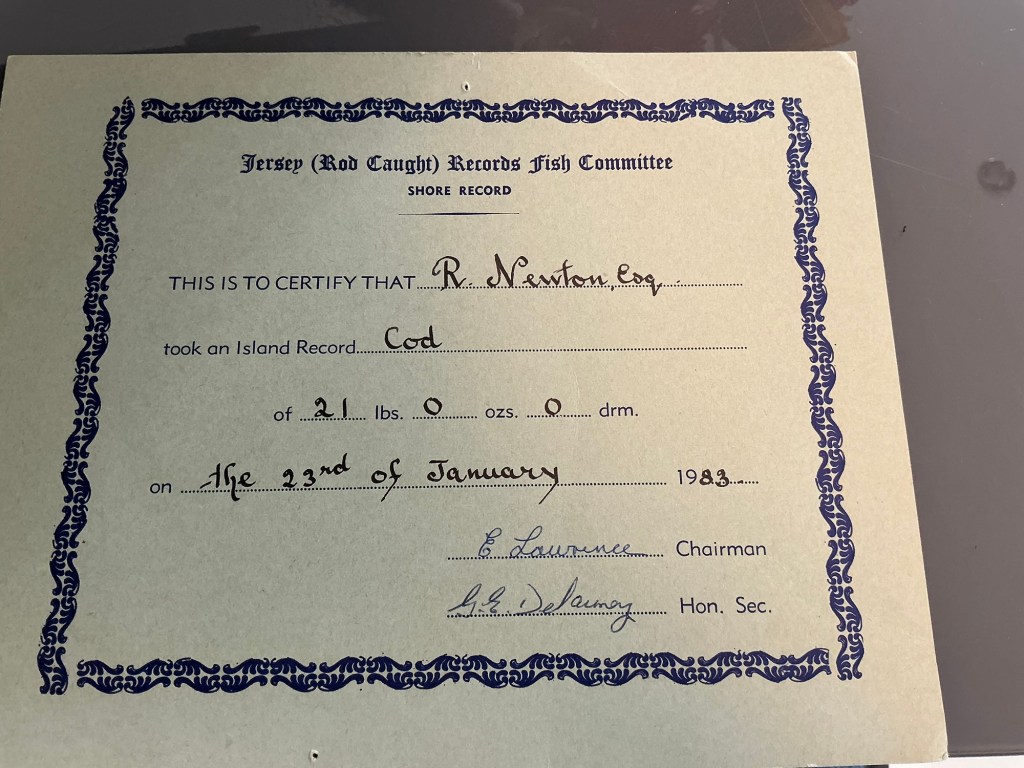 Jersey (Rod Caught) Records Fish Committee
SHORE RECORD
THIS IS TO CERTIFY THAT R. Newton, Esq.
took an Island Record Cod
of 21 lbs. 0 ozs. 0 drm.
on the 23rd of January 1983
E Lawrence Chairman
G.E. Delauney Hon. Sec.